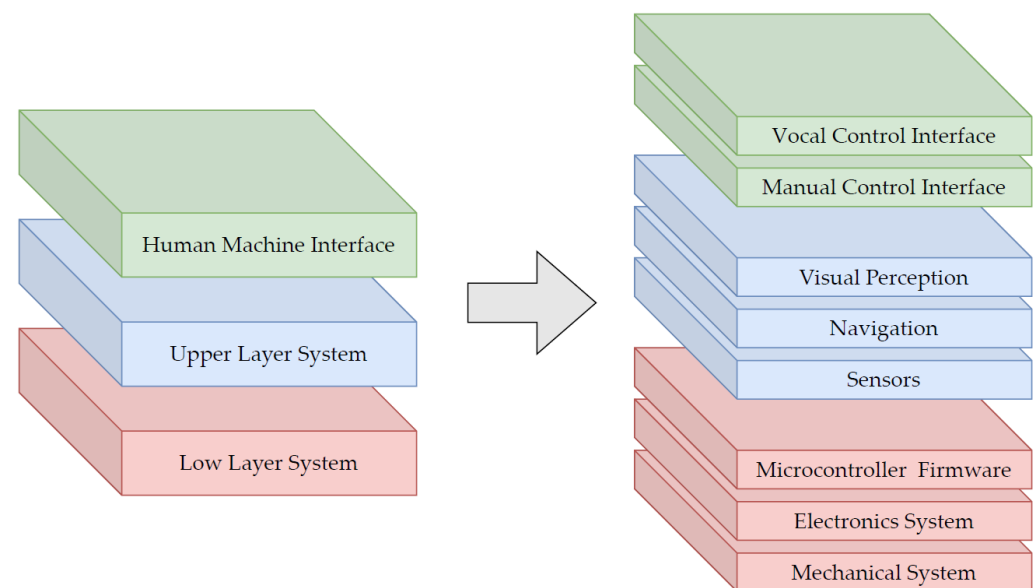 Human Machine Interface
Upper Layer System
Low Layer System
Vocal Control Interface
Manual Control Interface
Visual Perception
Navigation
Sensors
Microcontroller Firmware
Electronics System
Mechanical System